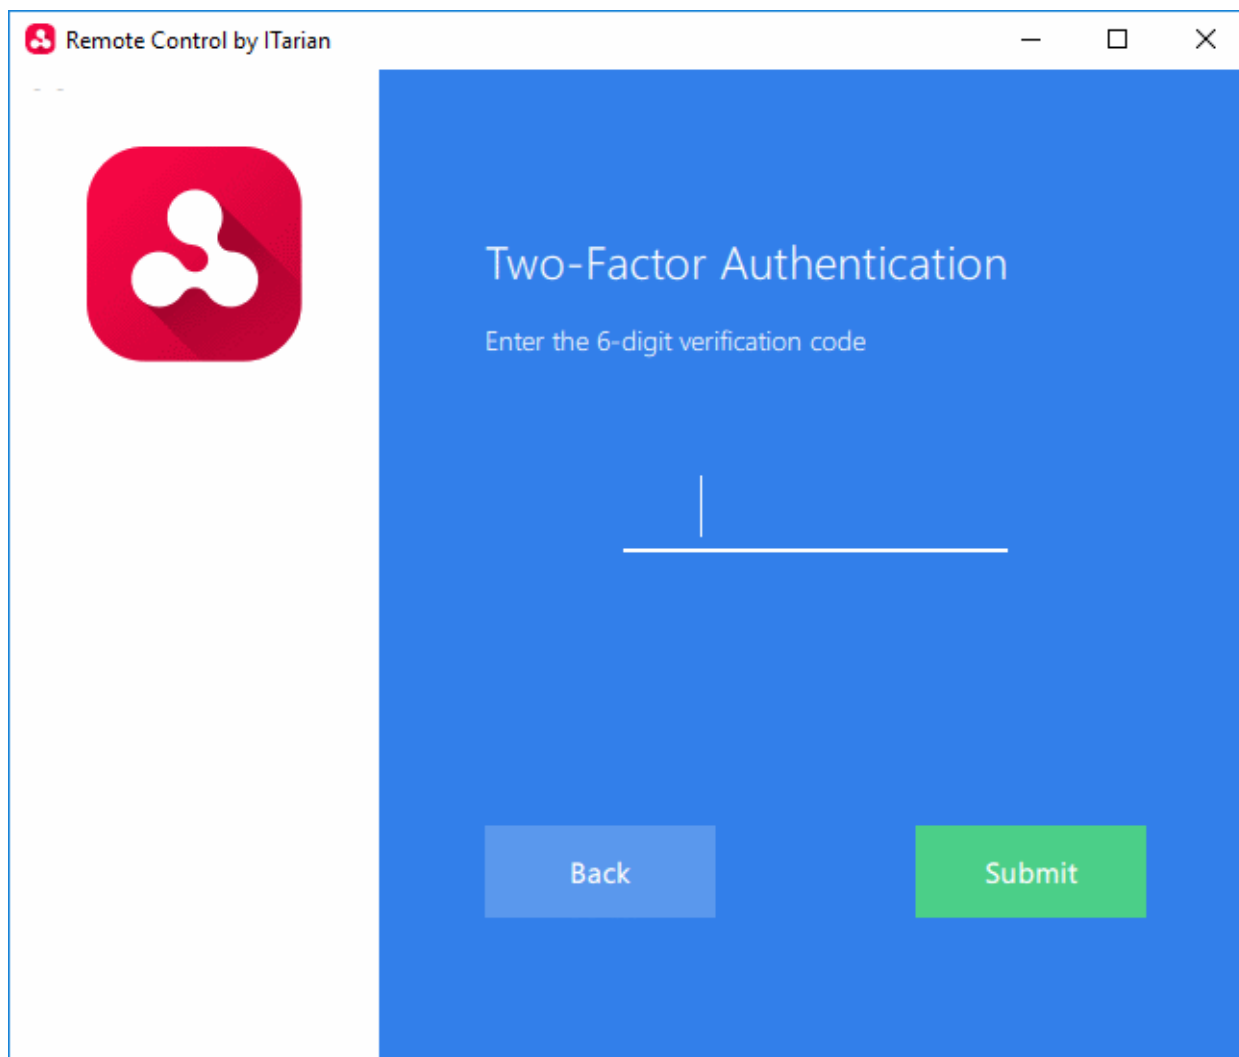 Remote Control by ITarian
- -
Two-Factor Authentication
Enter the 6-digit verification code
Back
Submit